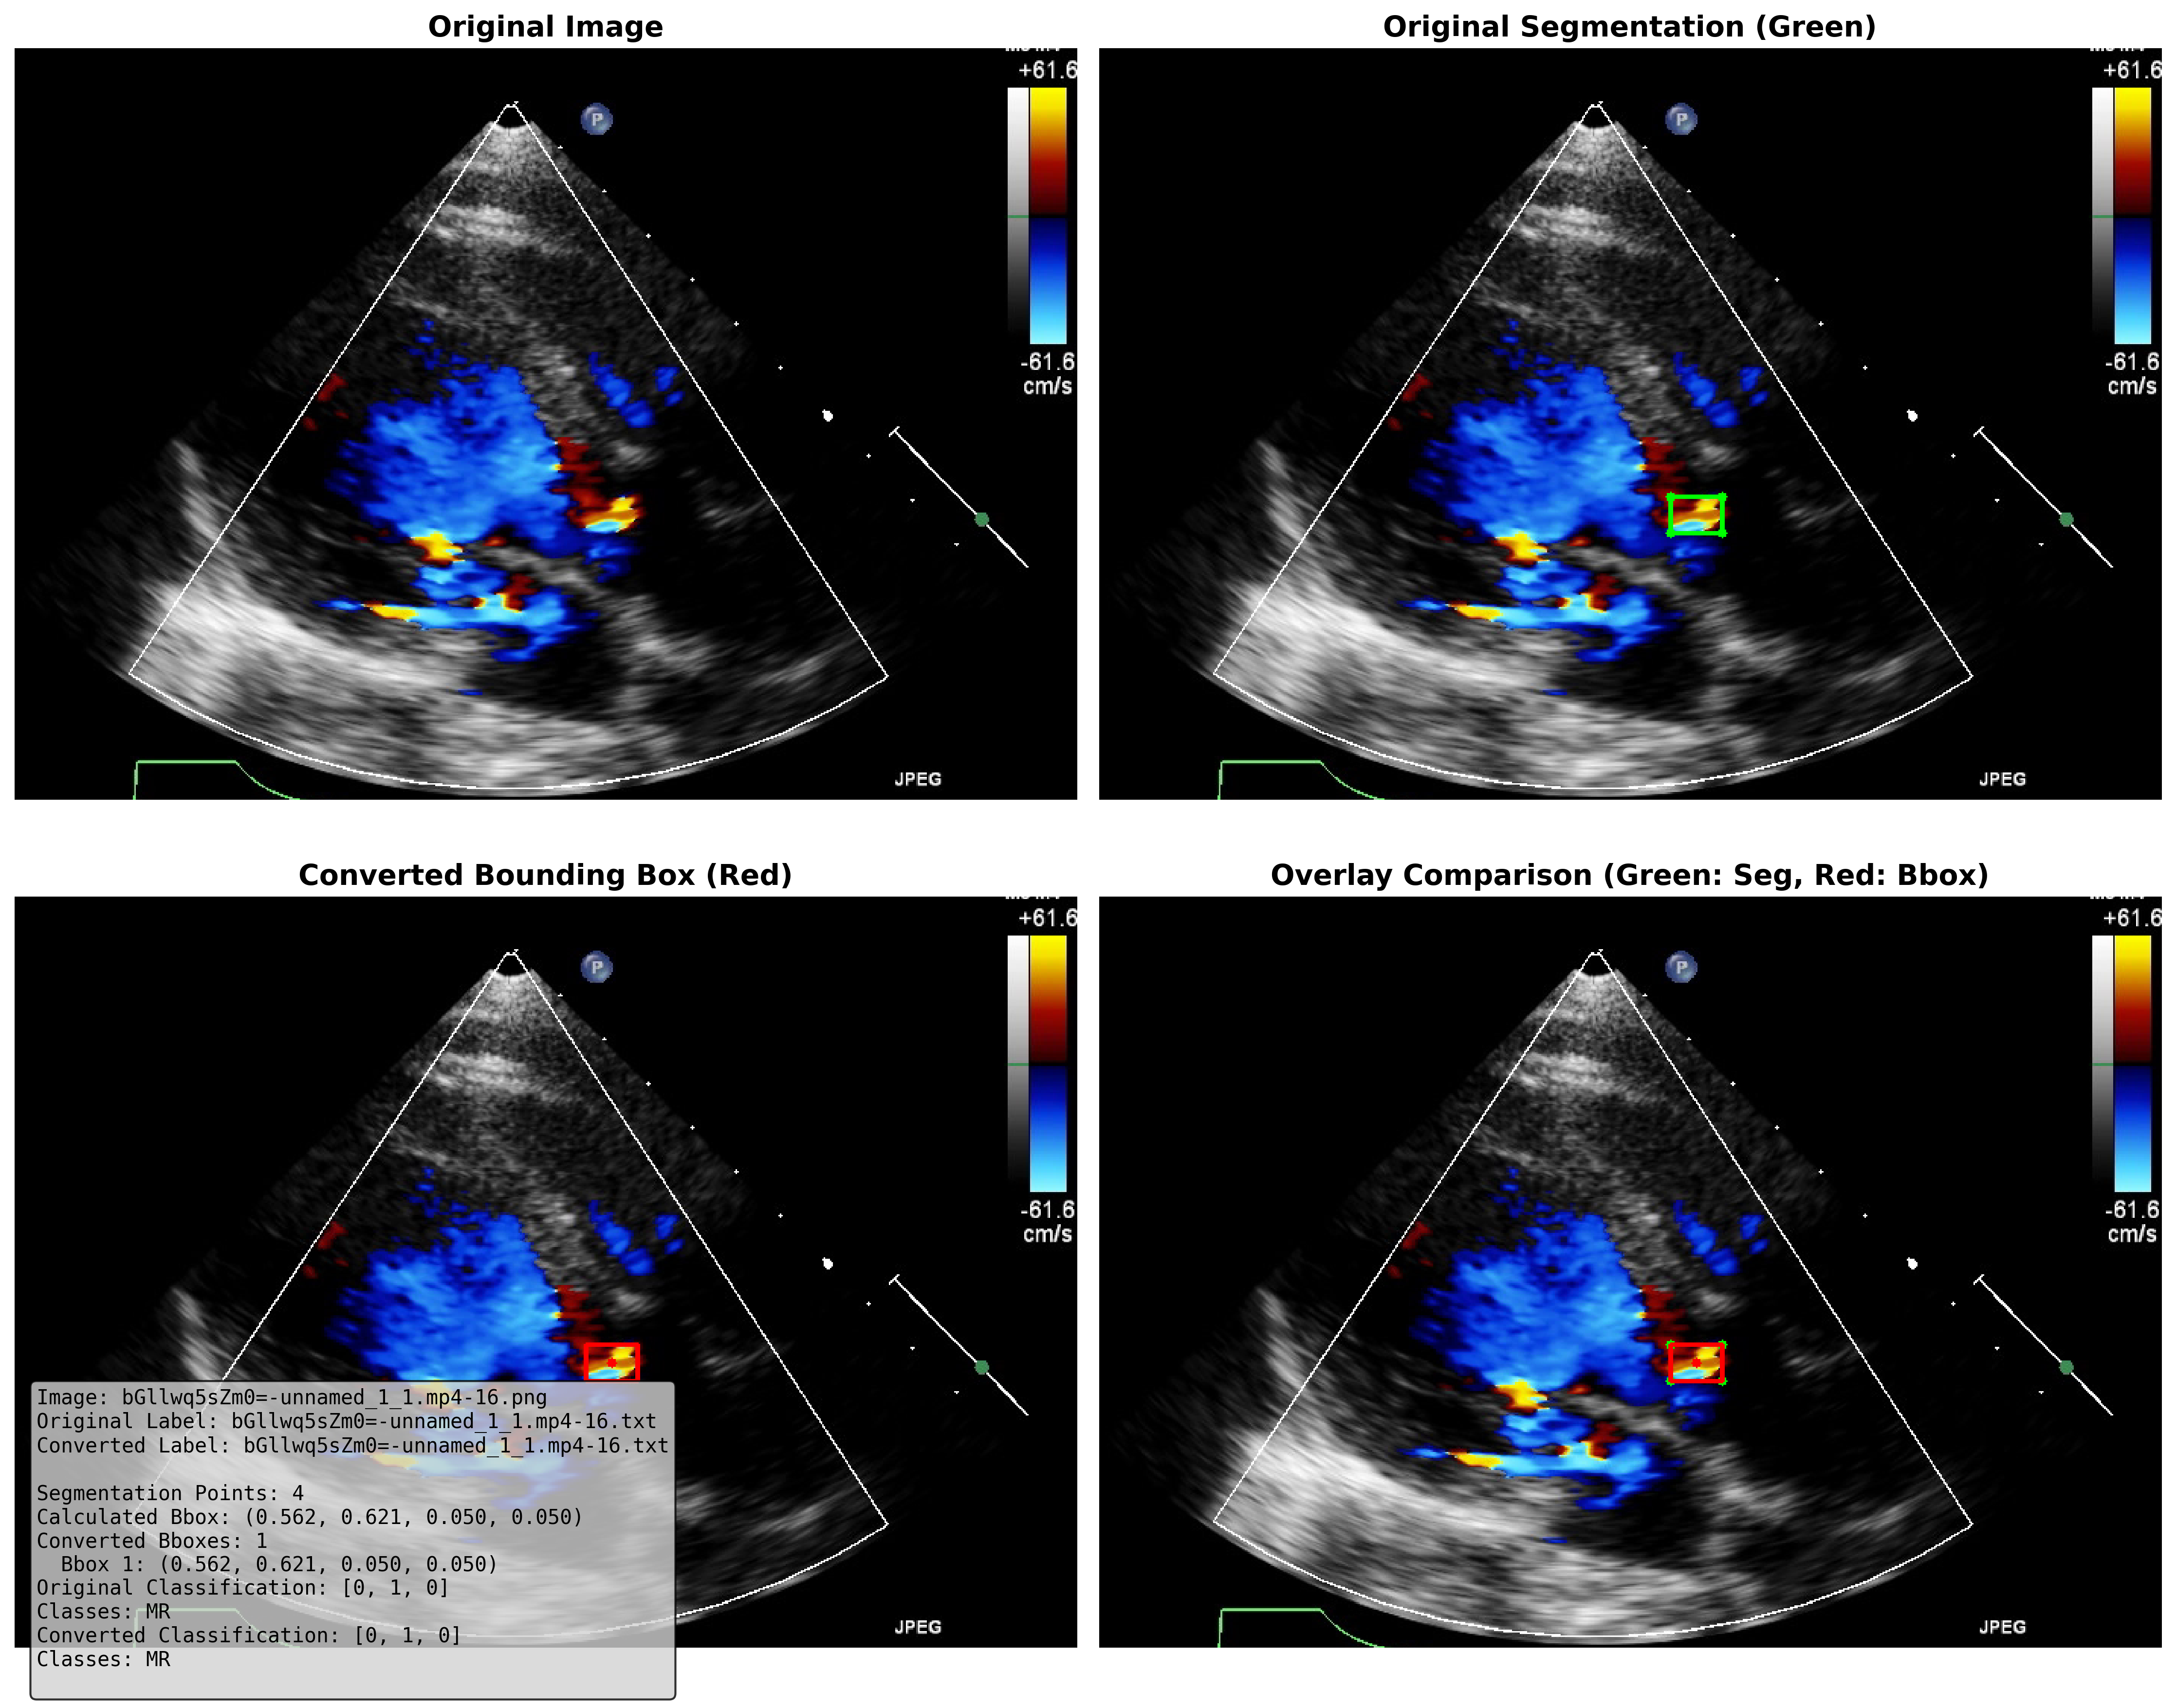 Original Image
Original Segmentation (Green)
+61.6
P
-61.6
cm/s
JPEG
+61.6
P
-61.6
cm/s
JPEG
Converted Bounding Box (Red)
Overlay Comparison (Green: Seg, Red: Bbox)
+61.6
P
-61.6
cm/s
JPEG
Image: bGllwq5sZm0=-unnamed_1_1.mp4-16.png
Original Label: bGllwq5sZm0=-unnamed_1_1.mp4-16.txt
Converted Label: bGllwq5sZm0=-unnamed_1_1.mp4-16.txt
Segmentation Points: 4
Calculated Bbox: (0.562, 0.621, 0.050, 0.050)
Converted Bboxes: 1
Bbox 1: (0.562, 0.621, 0.050, 0.050)
Original Classification: [0, 1, 0]
Classes: MR
Converted Classification: [0, 1, 0]
Classes: MR
+61.6
P
-61.6
cm/s
JPEG